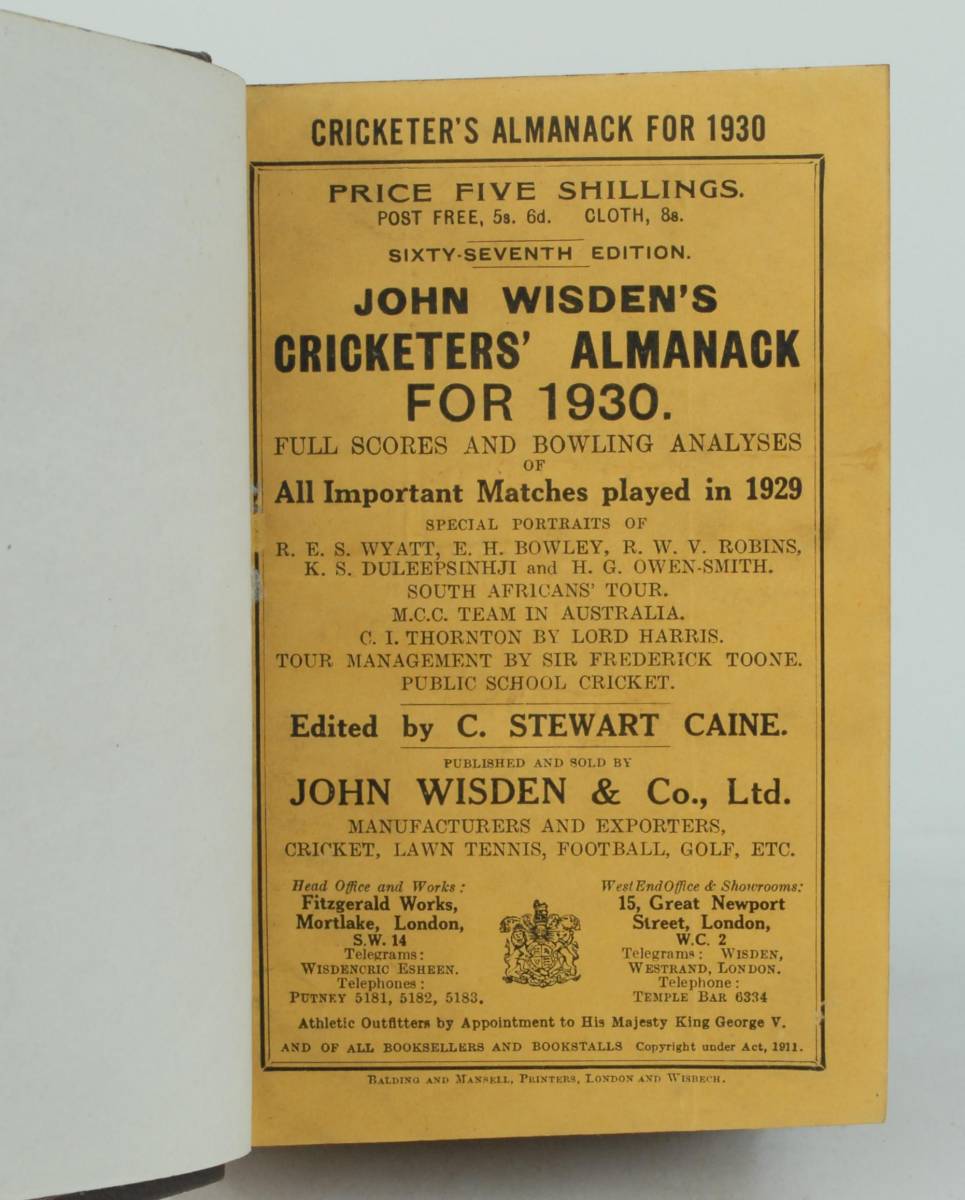 CRICKETER'S ALMANACK FOR 1930
PRICE FIVE SHILLINGS.
POST FREE, 5s. 6d. CLOTH, 8s.
SIXTY-SEVENTH EDITION.
JOHN WISDEN'S
CRICKETERS' ALMANACK
FOR 1930.
FULL SCORES AND BOWLING ANALYSES
OF
All Important Matches played in 1929
SPECIAL PORTRAITS OF
R. E. S. WYATT, E. H. BOWLEY, R. W. V. ROBINS,
K. S. DULEEPSINHJI and H. G. OWEN-SMITH.
SOUTH AFRICANS' TOUR.
M.C.C. TEAM IN AUSTRALIA.
C. I. THORNTON BY LORD HARRIS.
TOUR MANAGEMENT BY SIR FREDERICK TOONE.
PUBLIC SCHOOL CRICKET.
Edited by C. STEWART CAINE.
PUBLISHED AND SOLD BY
JOHN WISDEN & Co., Ltd.
MANUFACTURERS AND EXPORTERS,
CRICKET, LAWN TENNIS, FOOTBALL, GOLF, ETC.
Head Office and Works:
Fitzgerald Works,
Mortlake, London,
S.W. 14
Telegrams:
WISDENCRIC ESHEEN.
Telephones:
PUTNEY 5181, 5182, 5183.
West End Office & Showrooms:
15, Great Newport
Street, London,
W.C. 2
Telegrams: WISDEN,
WESTRAND, LONDON.
Telephone:
TEMPLE BAR 6334
Athletic Outfitters by Appointment to His Majesty King George V.
AND OF ALL BOOKSELLERS AND BOOKSTALLS Copyright under Act, 1911.
BALDING AND MANSELL, PRINTERS, LONDON AND WISBECH.